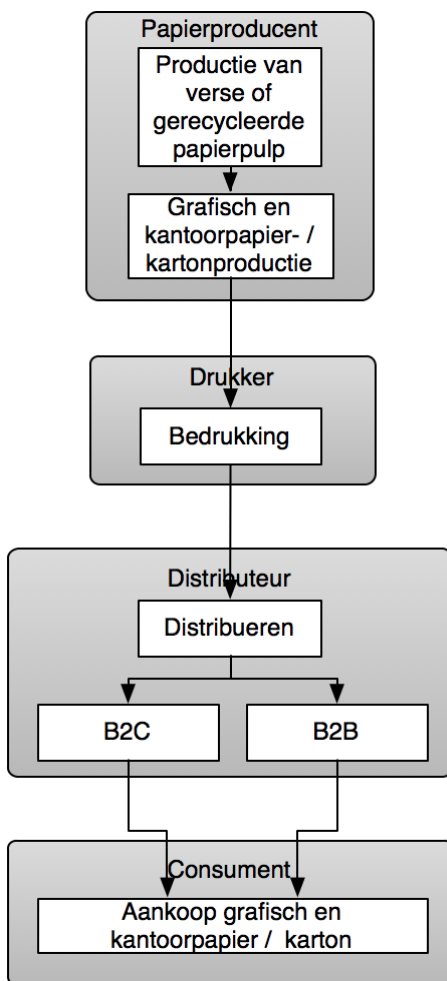 Papierproducent
Productie van
verse of
gerecycleerde
papierpulp
Grafisch en
kantoorpapier- /
kartonproductie
Drukker
Bedrukking
Distributeur
Distribueren
B2C
B2B
Consument
Aankoop grafisch en
kantoorpapier / karton